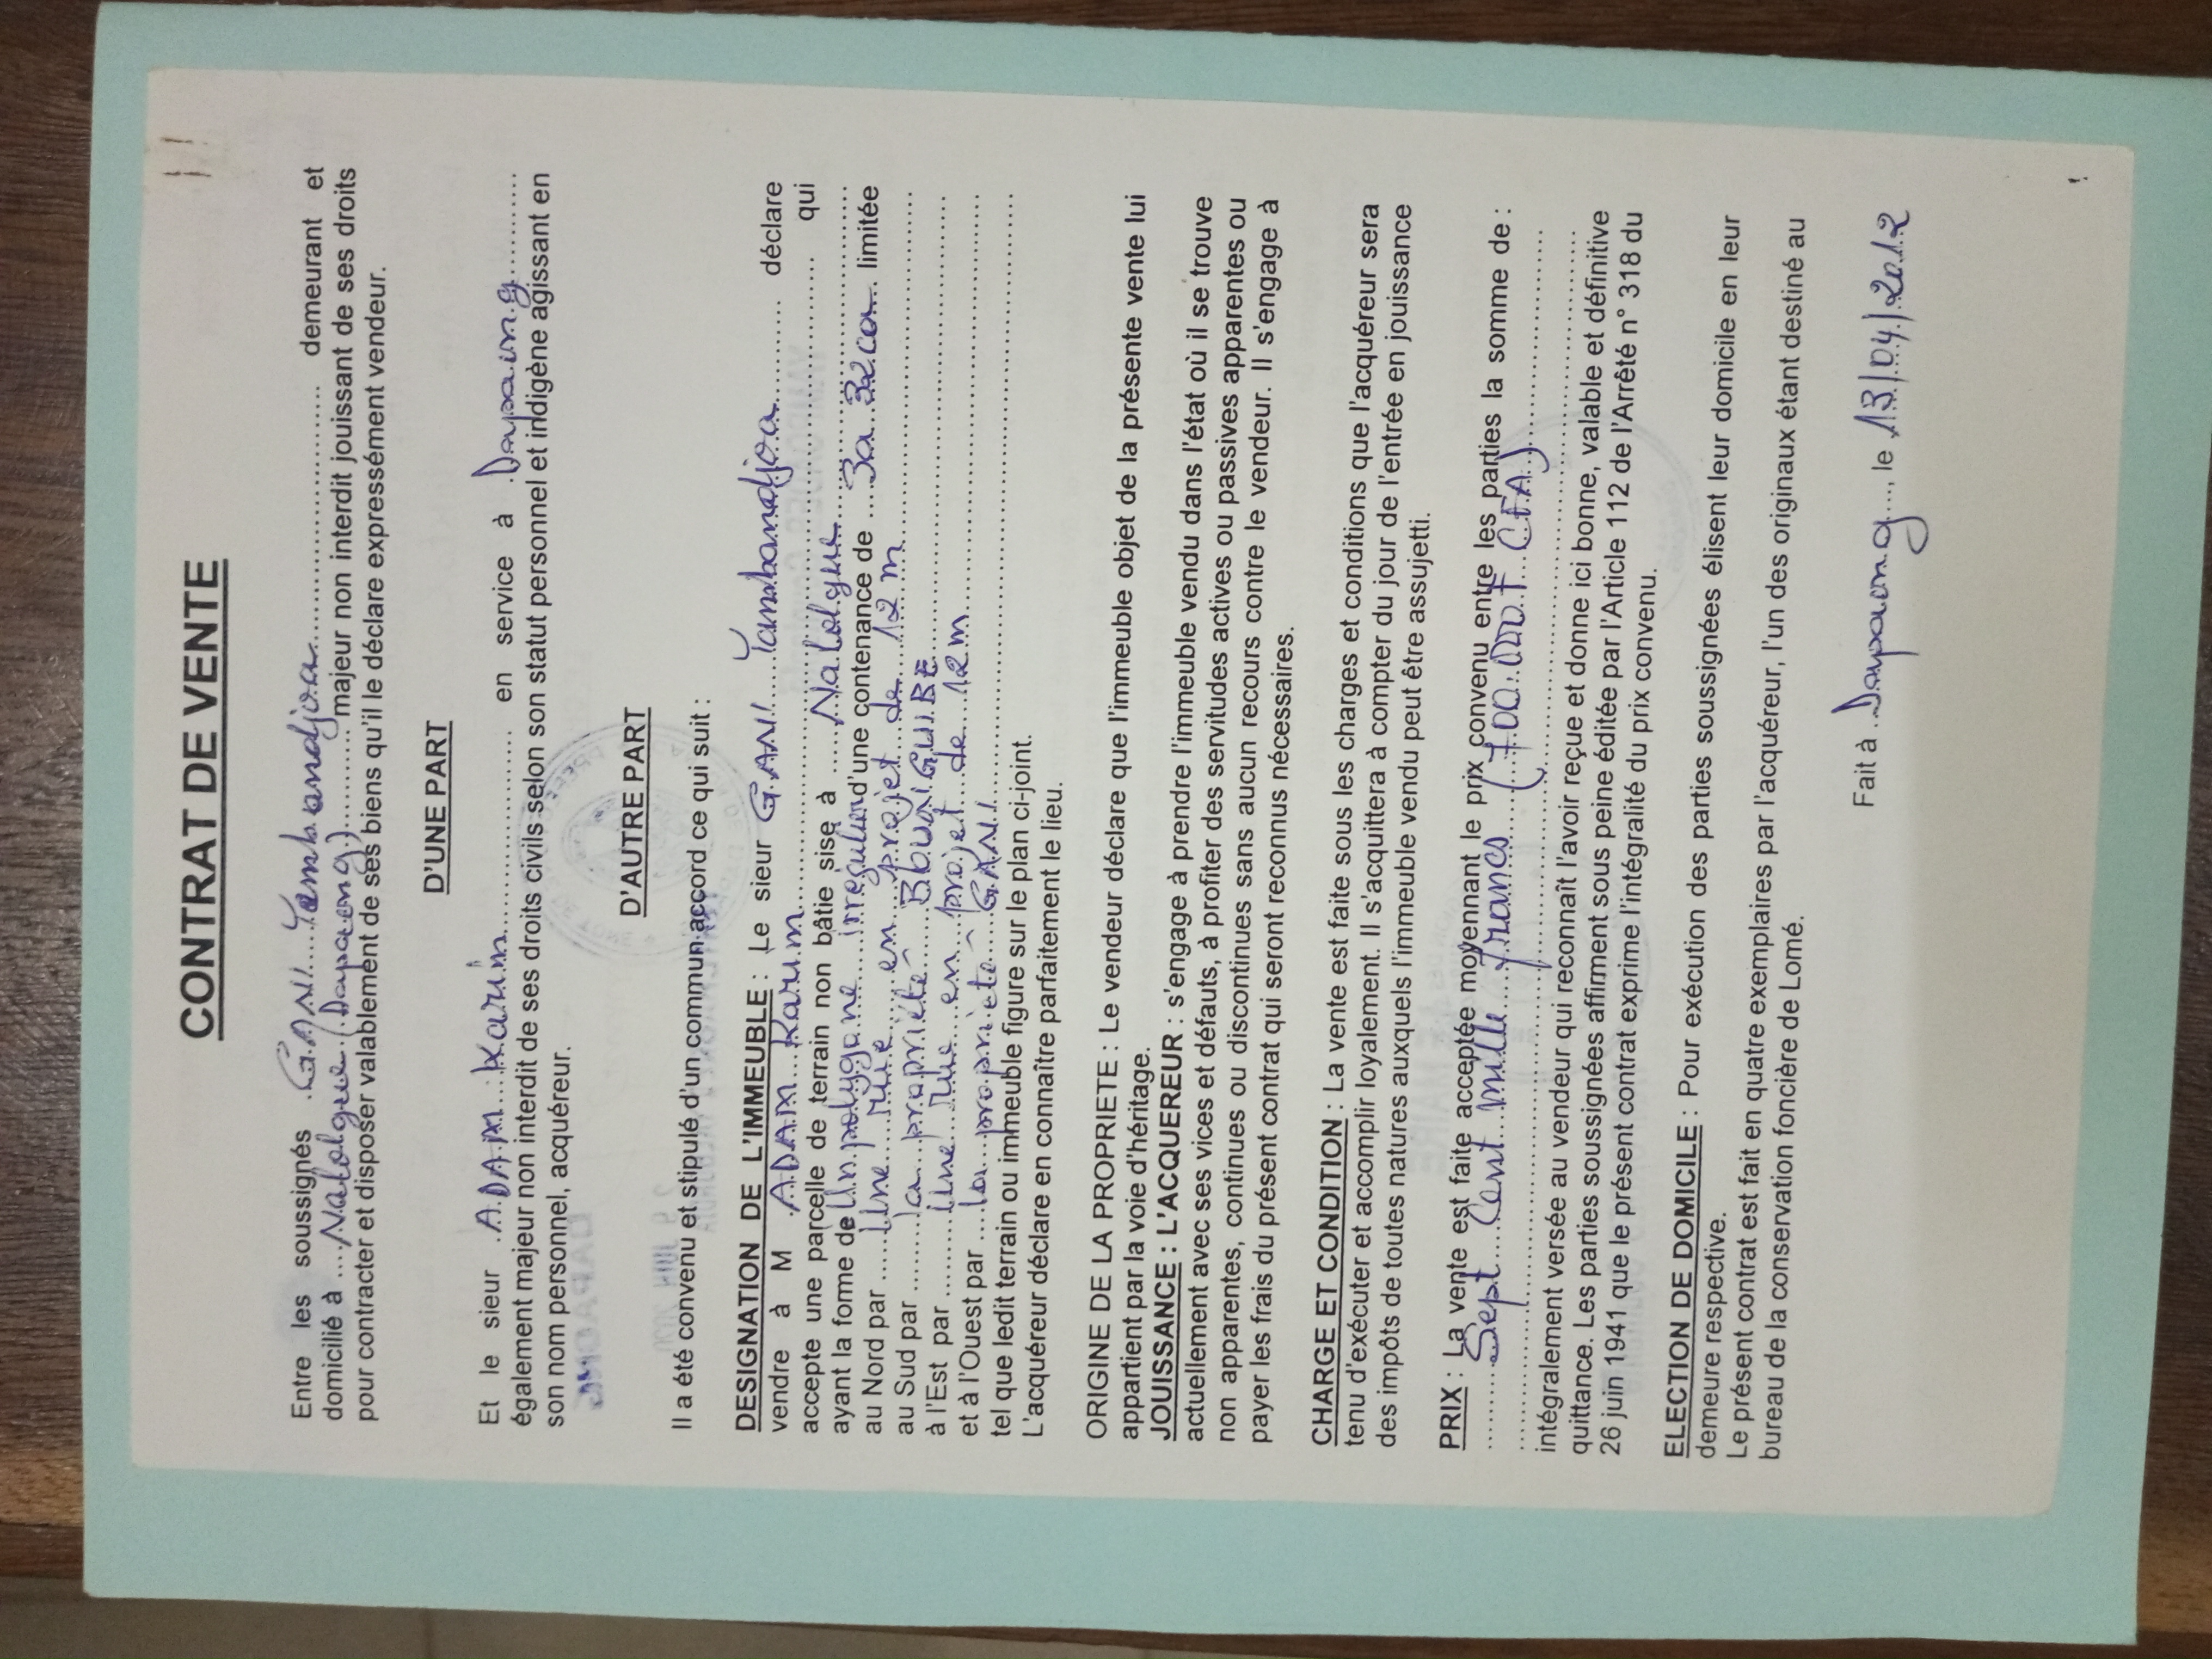 CONTRAT DE VENTE
Entre les soussignés GANI Yambandjoa demeurant et
domicilié à Nalolgue (Dapaong) majeur non interdit jouissant de ses droits
pour contracter et disposer valablement de ses biens qu'il le déclare expressément vendeur.
D'UNE PART
Et le sieur ADAM Karim en service à Dapaong
également majeur non interdit de ses droits civils selon son statut personnel et indigène agissant en
son nom personnel, acquéreur.
D'AUTRE PART
Il a été convenu et stipulé d'un commun accord ce qui suit :
DESIGNATION DE L'IMMEUBLE : Le sieur GANI Yambandjoa déclare
vendre à M ADAM Karim qui
accepte une parcelle de terrain non bâtie sise à Nalolgue
ayant la fome de Un polygone irrégulier d'une contenance de 3a 32ca limitée
au Nord par Une rue en projet de 12 m
au Sud par la propriété BOUAIGUIBE
à l'Est par Une rue en projet de 12m
et à l'Ouest par la propriété GANI
tel que ledit terrain ou immeuble figure sur le plan ci-joint.
L'acquéreur déclare en connaître parfaitement le lieu.
ORIGINE DE LA PROPRIETE : Le vendeur déclare que l'immeuble objet de la présente vente lui
appartient par la voie d'héritage.
JOUISSANCE : L'ACQUEREUR : s'engage à prendre l'immeuble vendu dans l'état où il se trouve
actuellement avec ses vices et défauts, à profiter des servitudes actives ou passives apparentes ou
non apparentes, continues ou discontinues sans aucun recours contre le vendeur. Il s'engage à
payer les frais du présent contrat qui seront reconnus nécessaires.
CHARGE ET CONDITION : La vente est faite sous les charges et conditions que l'acquéreur sera
tenu d'exécuter et accomplir loyalement. Il s'acquittera à compter du jour de l'entrée en jouissance
des impôts de toutes natures auxquels l'immeuble vendu peut être assujetti.
PRIX : La vente est faite acceptée moyennant le prix convenu entre les parties la somme de :
Sept Cent mille francs (700.000 F CFA)
intégralement versée au vendeur qui reconnaît l'avoir reçue et donne ici bonne, valable et définitive
quittance. Les parties soussignées affirment sous peine éditée par l'Article 112 de l'Arrêté n° 318 du
26 juin 1941 que le présent contrat exprime l'intégralité du prix convenu.
ELECTION DE DOMICILE : Pour exécution des parties soussignées élisent leur domicile en leur
demeure respective.
Le présent contrat est fait en quatre exemplaires par l'acquéreur, l'un des originaux étant destiné au
bureau de la conservation foncière de Lomé.
Fait à Dapaong, le 13/04/2012